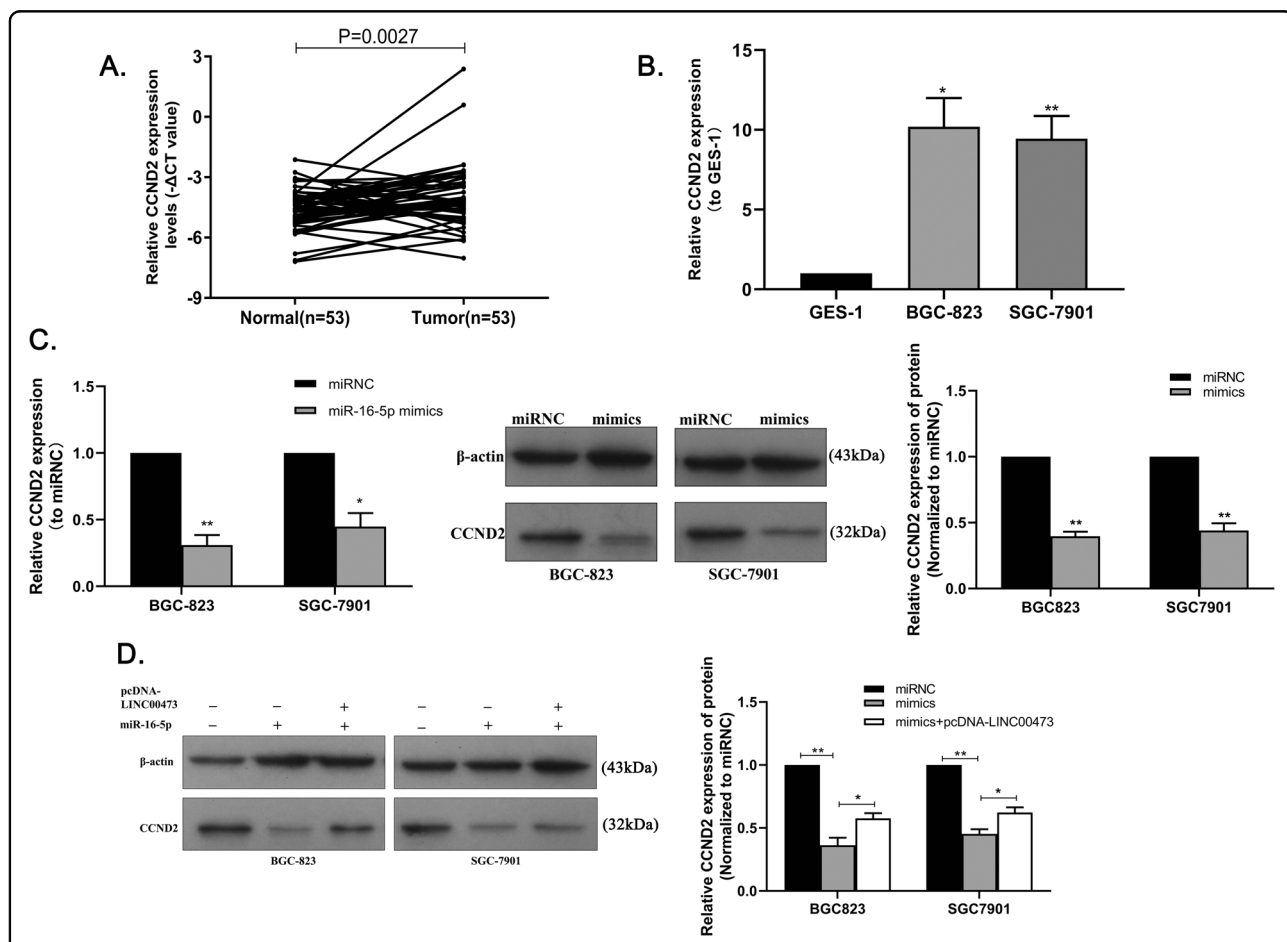 A.
P=0.0027
Relative CCND2 expression
levels (-ΔCT value)
3
0
-3
-6
-9
Normal(n=53)
Tumor(n=53)
B.
Relative CCND2 expression
(to GES-1)
15
10
5
0
*
**
GES-1
BGC-823
SGC-7901
C.
Relative CCND2 expression
(to miRNC)
1.5
1.0
0.5
0.0
miRNC
miR-16-5p mimics
**
*
BGC-823
SGC-7901
miRNC mimics
miRNC mimics
β-actin
(43kDa)
CCND2
(32kDa)
BGC-823
SGC-7901
Relative CCND2 expression of protein
(Normalized to miRNC)
1.5
1.0
0.5
0.0
miRNC
mimics
**
**
BGC823
SGC7901
D.
pcDNA-
LINC00473
– – + – – +
miR-16-5p
– + + – + +
β-actin
(43kDa)
CCND2
(32kDa)
BGC-823
SGC-7901
Relative CCND2 expression of protein
(Normalized to miRNC)
1.5
1.0
0.5
0.0
miRNC
mimics
mimics+pcDNA-LINC00473
**
*
**
*
BGC823
SGC7901